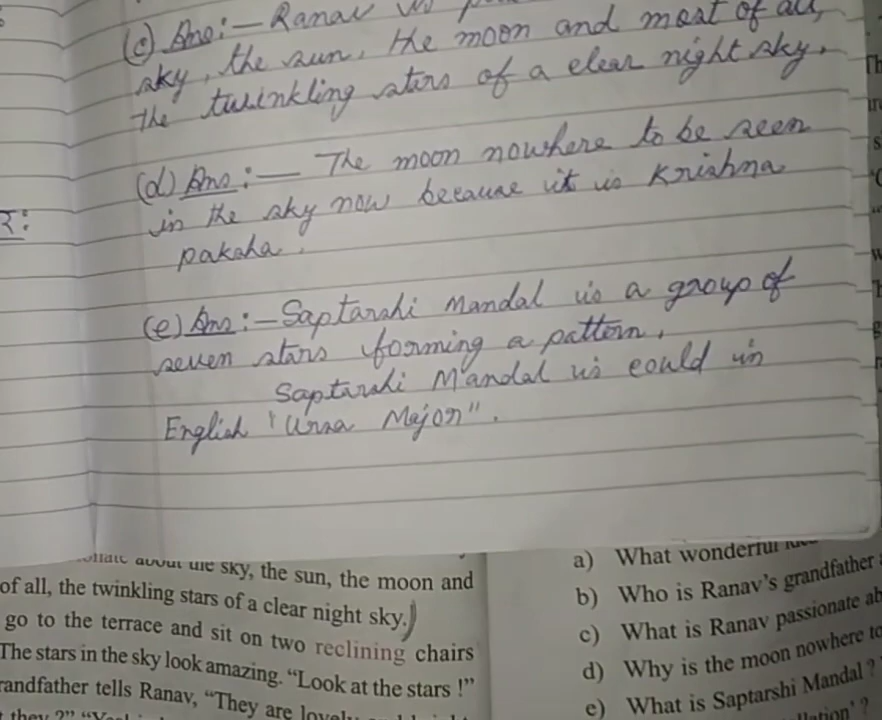 (c) Ans:- Ranav
sky, the sun, the moon and most of all,
the twinkling stars of a clear night sky.
(d) Ans:- The moon nowhere to be seen
in the sky now because it is Krishna
paksha.
(e) Ans:- Saptarshi Mandal is a group of
seven stars forming a pattern.
Saptarshi Mandal is could in
English "Ursa Major".
about the sky, the sun, the moon and
of all, the twinkling stars of a clear night sky.
go to the terrace and sit on two reclining chairs
The stars in the sky look amazing. "Look at the stars !"
randfather tells Ranav, "They are
a) What wonderful
b) Who is Ranav's grandfather
c) What is Ranav passionate
d) Why is the moon nowhere to
e) What is Saptarshi Mandal ?